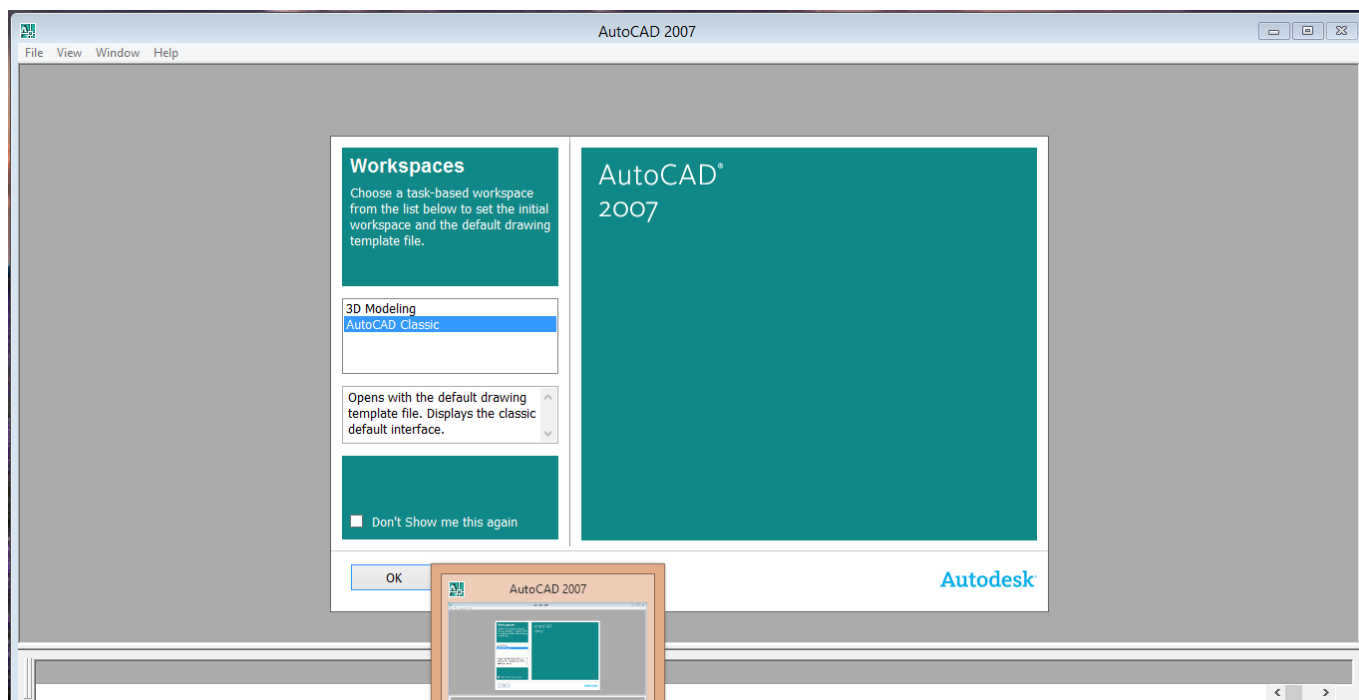 AutoCAD 2007
File View Window Help
Workspaces
Choose a task-based workspace
from the list below to set the initial
workspace and the default drawing
template file.
3D Modeling
AutoCAD Classic
Opens with the default drawing
template file. Displays the classic
default interface.
Don't Show me this again
AutoCAD®
2007
OK
Autodesk
AutoCAD 2007